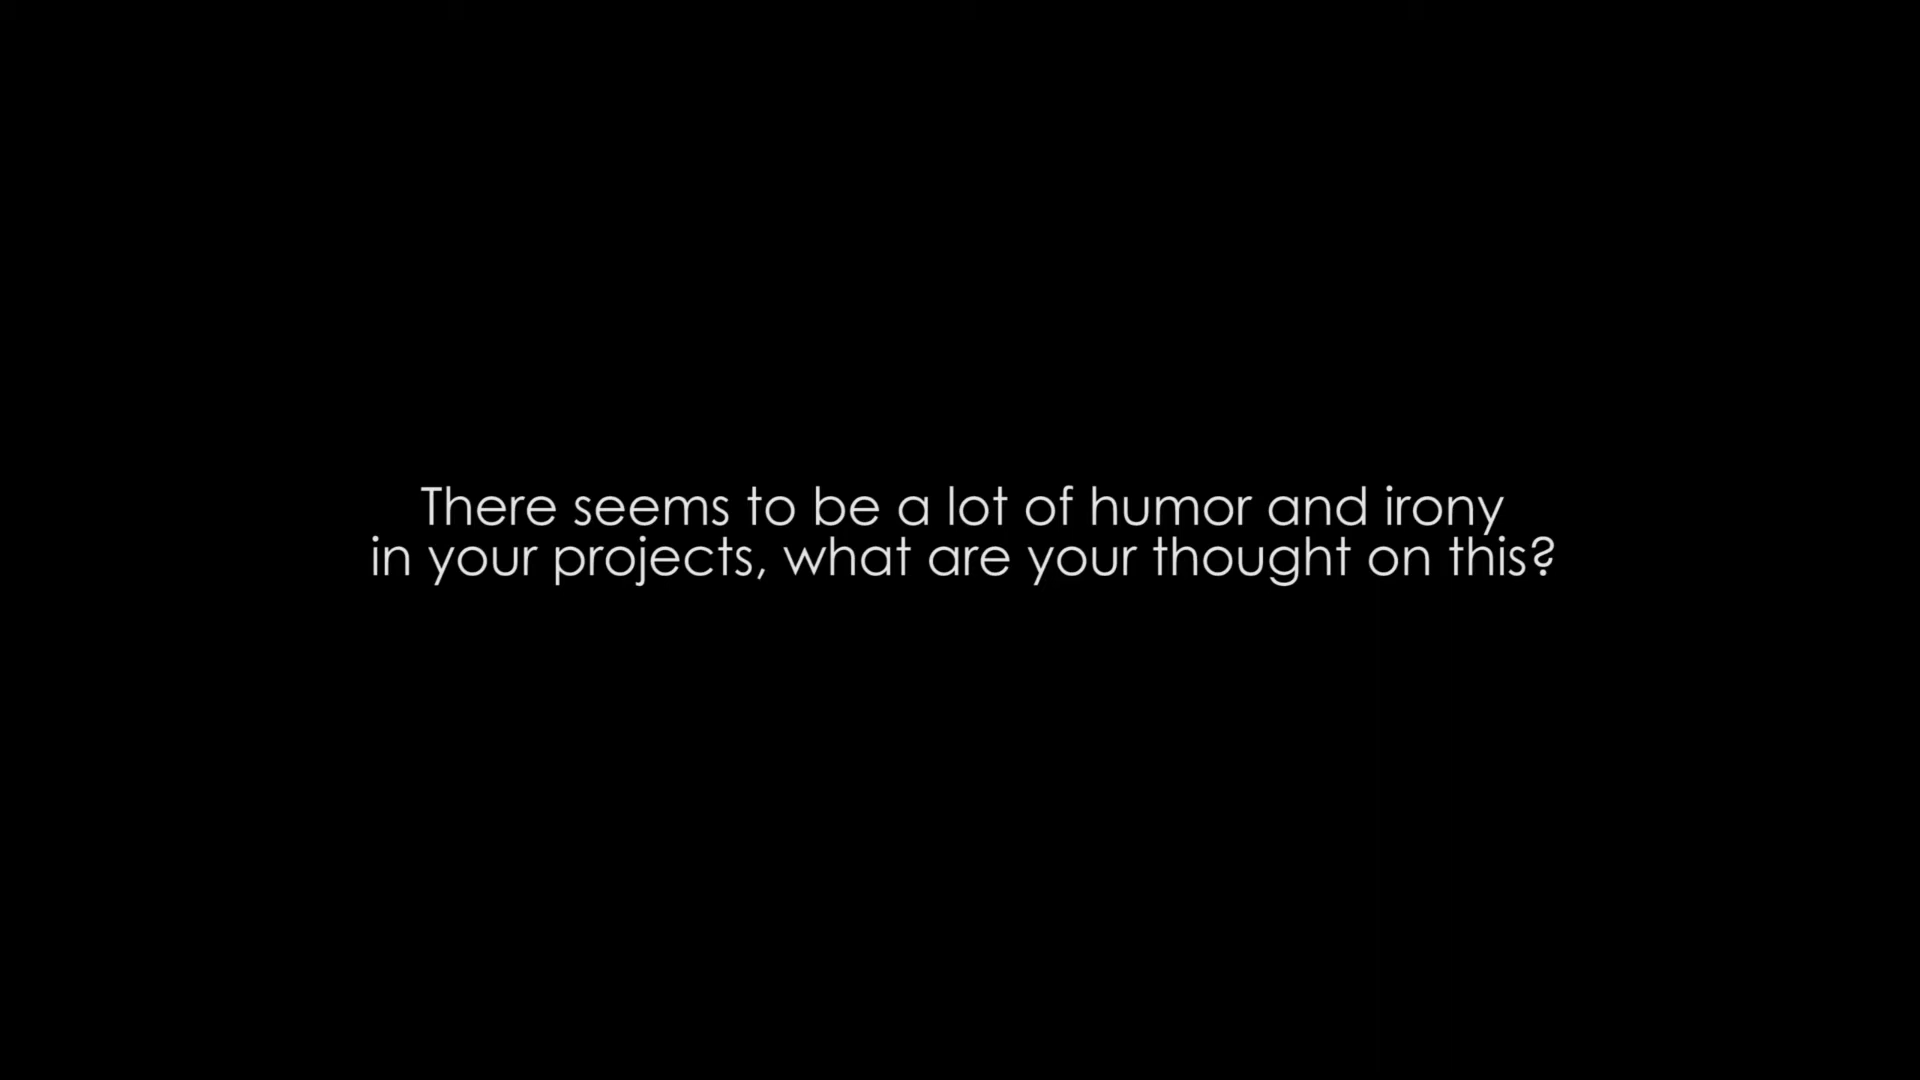 There seems to be a lot of humor and irony
in your projects, what are your thought on this?